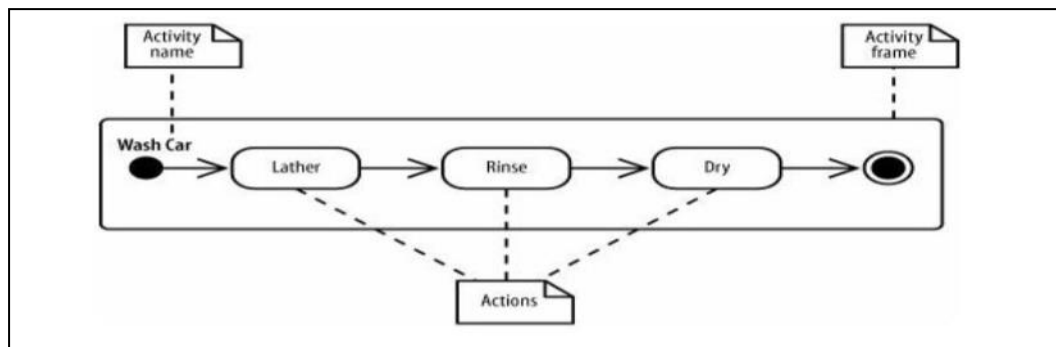 Activity
name
Activity
frame
Wash Car
Lather
Rinse
Dry
Actions